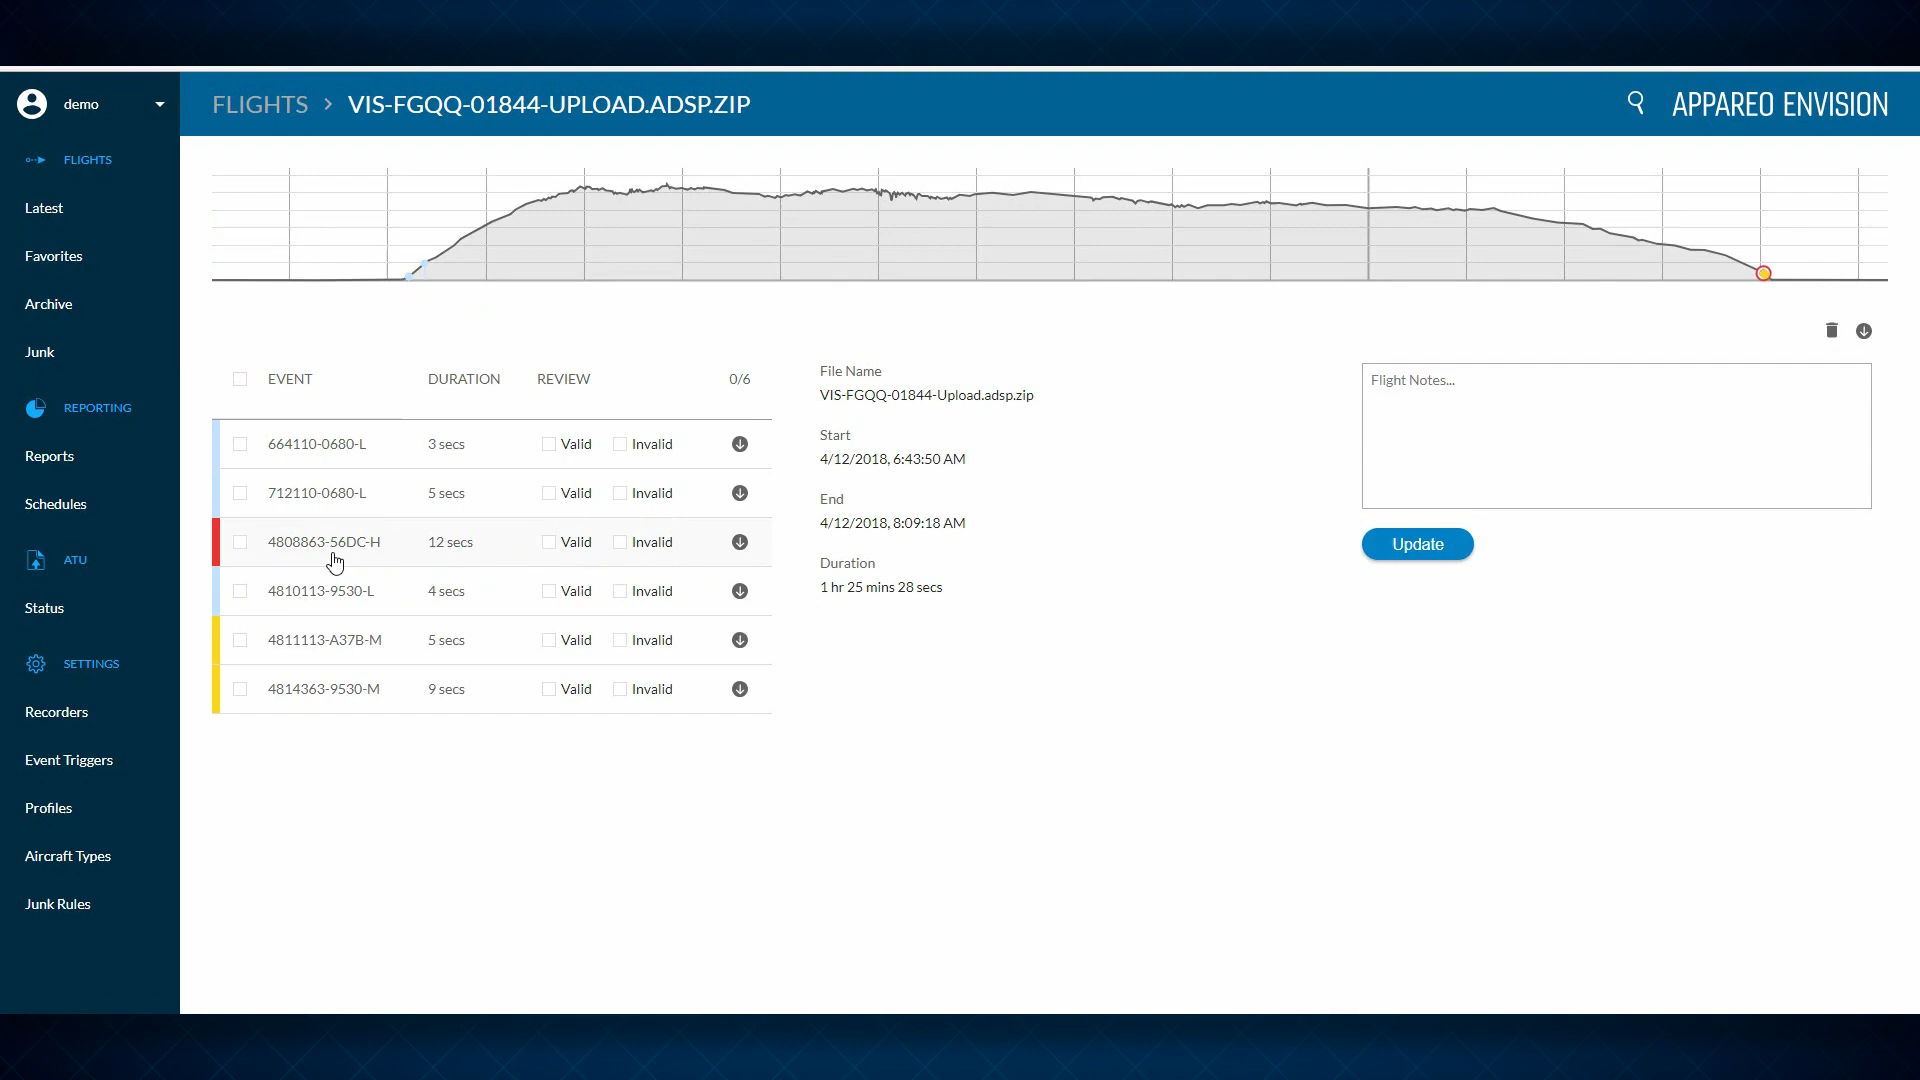 demo
FLIGHTS > VIS-FGQQ-01844-UPLOAD.ADSP.ZIP
APPAREO ENVISION
FLIGHTS
Latest
Favorites
Archive
Junk
REPORTING
Reports
Schedules
ATU
Status
SETTINGS
Recorders
Event Triggers
Profiles
Aircraft Types
Junk Rules
EVENT DURATION REVIEW 0/6
664110-0680-L 3 secs Valid Invalid
712110-0680-L 5 secs Valid Invalid
4808863-56DC-H 12 secs Valid Invalid
4810113-9530-L 4 secs Valid Invalid
4811113-A37B-M 5 secs Valid Invalid
4814363-9530-M 9 secs Valid Invalid
File Name
VIS-FGQQ-01844-Upload.adsp.zip
Start
4/12/2018, 6:43:50 AM
End
4/12/2018, 8:09:18 AM
Duration
1 hr 25 mins 28 secs
Flight Notes...
Update